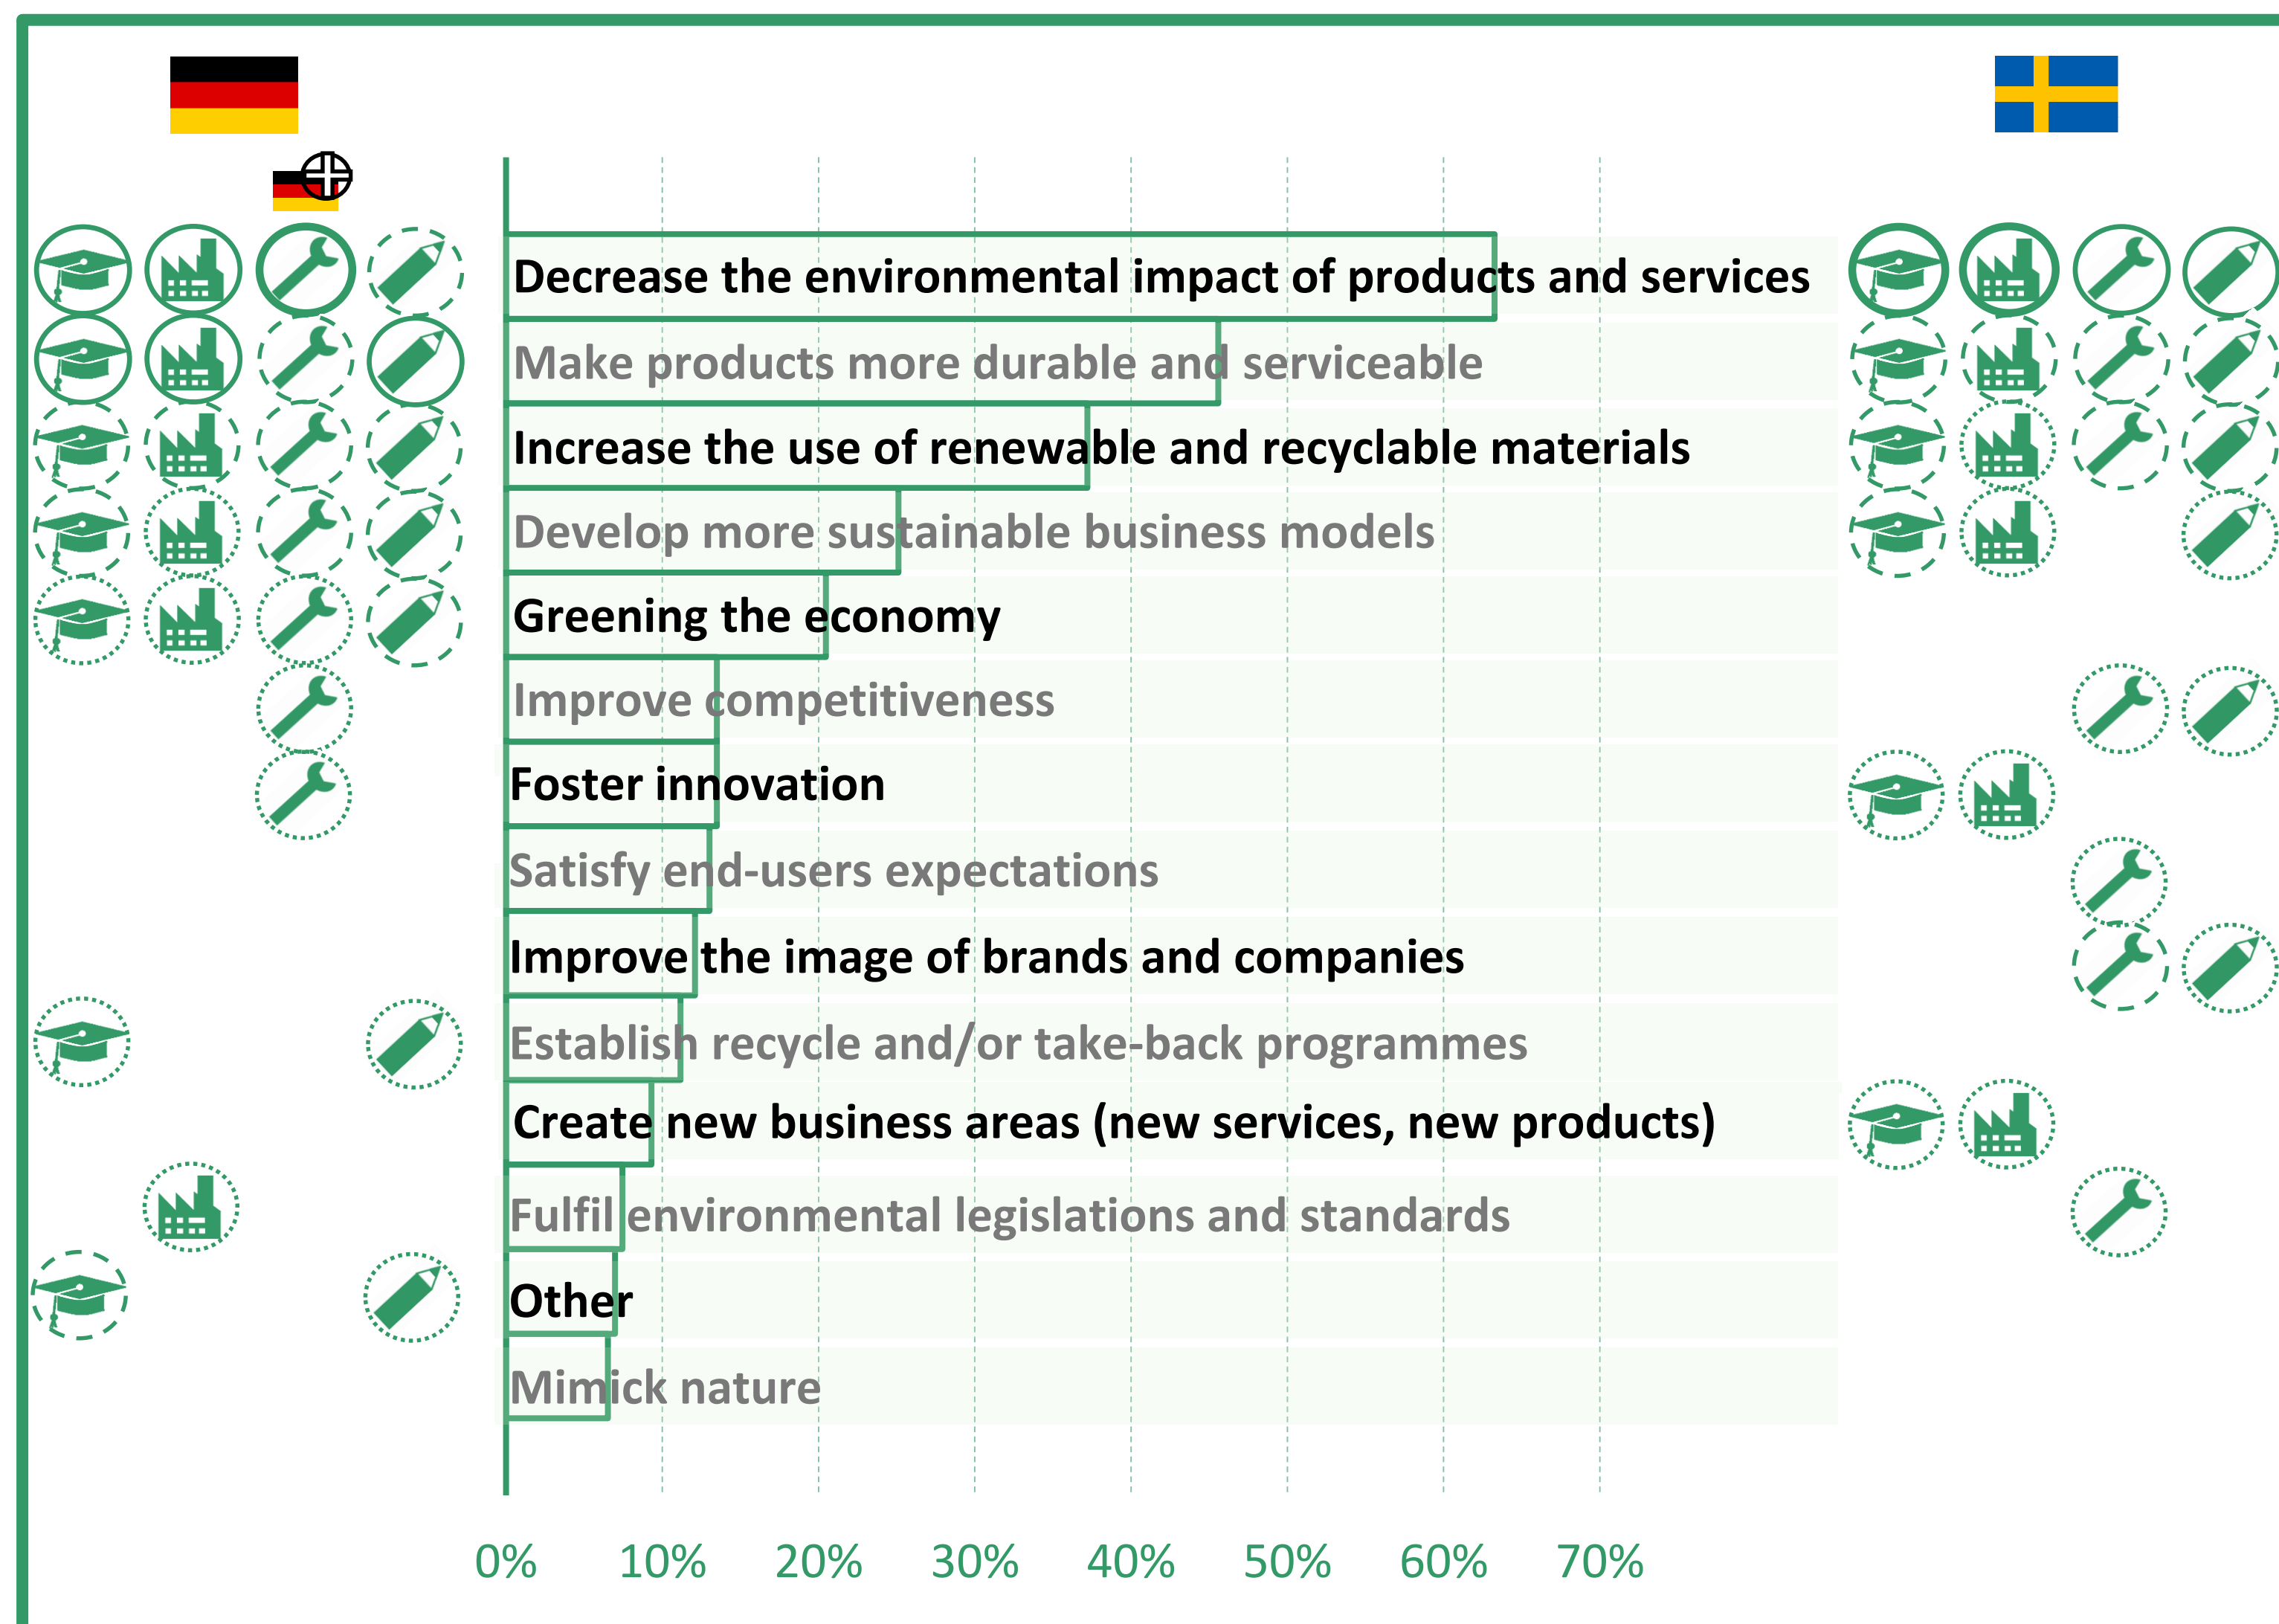 Decrease the environmental impact of products and services
Make products more durable and serviceable
Increase the use of renewable and recyclable materials
Develop more sustainable business models
Greening the economy
Improve competitiveness
Foster innovation
Satisfy end-users expectations
Improve the image of brands and companies
Establish recycle and/or take-back programmes
Create new business areas (new services, new products)
Fulfil environmental legislations and standards
Other
Mimick nature
0% 10% 20% 30% 40% 50% 60% 70%